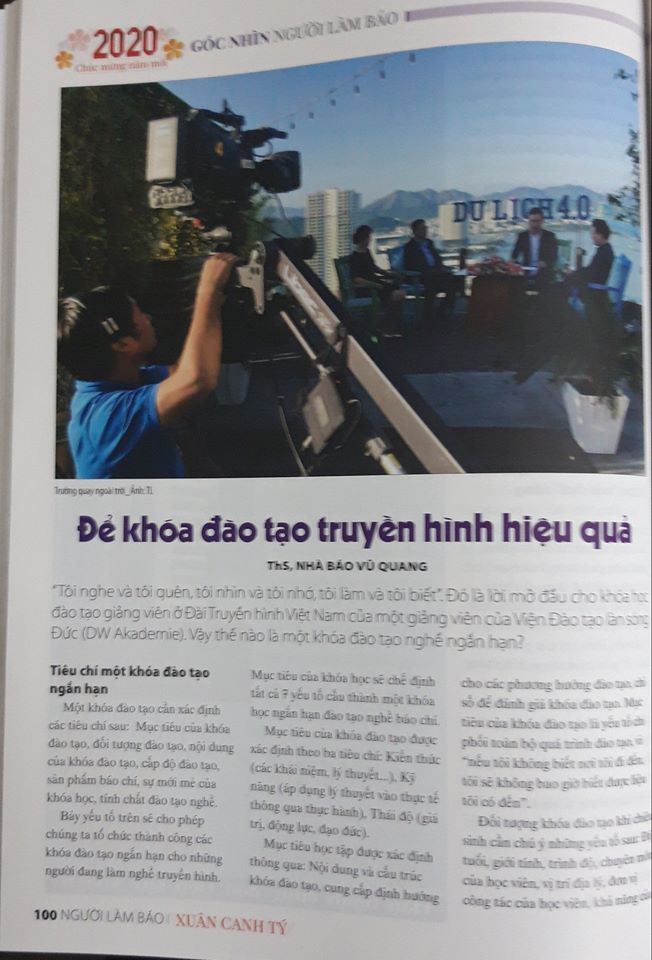 2020
Chúc mừng năm mới
GÓC NHÌN NGƯỜI LÀM BÁO
DU LỊCH 4.0
Trường quay ngoài trời_Ảnh: TL
Để khóa đào tạo truyền hình hiệu quả
ThS, NHÀ BÁO VŨ QUANG
"Tôi nghe và tôi quên, tôi nhìn và tôi nhớ, tôi làm và tôi biết". Đó là lời mở đầu cho khóa học
đào tạo giảng viên ở Đài Truyền hình Việt Nam của một giảng viên của Viện Đào tạo làn sóng
Đức (DW Akademie). Vậy thế nào là một khóa đào tạo nghề ngắn hạn?
Tiêu chí một khóa đào tạo
ngắn hạn
Một khóa đào tạo cần xác định
các tiêu chí sau: Mục tiêu của khóa
đào tạo, đối tượng đào tạo, nội dung
của khóa đào tạo, cấp độ đào tạo,
sản phẩm báo chí, sự mới mẻ của
khóa học, tính chất đào tạo nghề.
Bảy yếu tố trên sẽ cho phép
chúng ta tổ chức thành công các
khóa đào tạo ngắn hạn cho những
người đang làm nghề truyền hình.
Mục tiêu của khóa học sẽ chế định
tất cả 7 yếu tố cấu thành một khóa
học ngắn hạn đào tạo nghề báo chí.
Mục tiêu của khóa đào tạo được
xác định theo ba tiêu chí: Kiến thức
(các khái niệm, lý thuyết...), Kỹ
năng (áp dụng lý thuyết vào thực tế
thông qua thực hành), Thái độ (giá
trị, động lực, đạo đức).
Mục tiêu học tập được xác định
thông qua: Nội dung và cấu trúc
khóa đào tạo, cung cấp định hướng
cho các phương hướng đào tạo, chỉ
số để đánh giá khóa đào tạo. Mục
tiêu của khóa đào tạo là yếu tố chi
phối toàn bộ quá trình đào tạo, vì
"nếu tôi không biết nơi tôi đi đến,
tôi sẽ không bao giờ biết được liệu
tôi có đến".
Đối tượng khóa đào tạo khi
sinh cần chú ý những yếu tố sau:
tuổi, giới tính, trình độ, chuyên
của học viên, vị trí địa lý, đơn vị
công tác của học viên, khả năng
100 NGƯỜI LÀM BÁO | XUÂN CANH TÝ